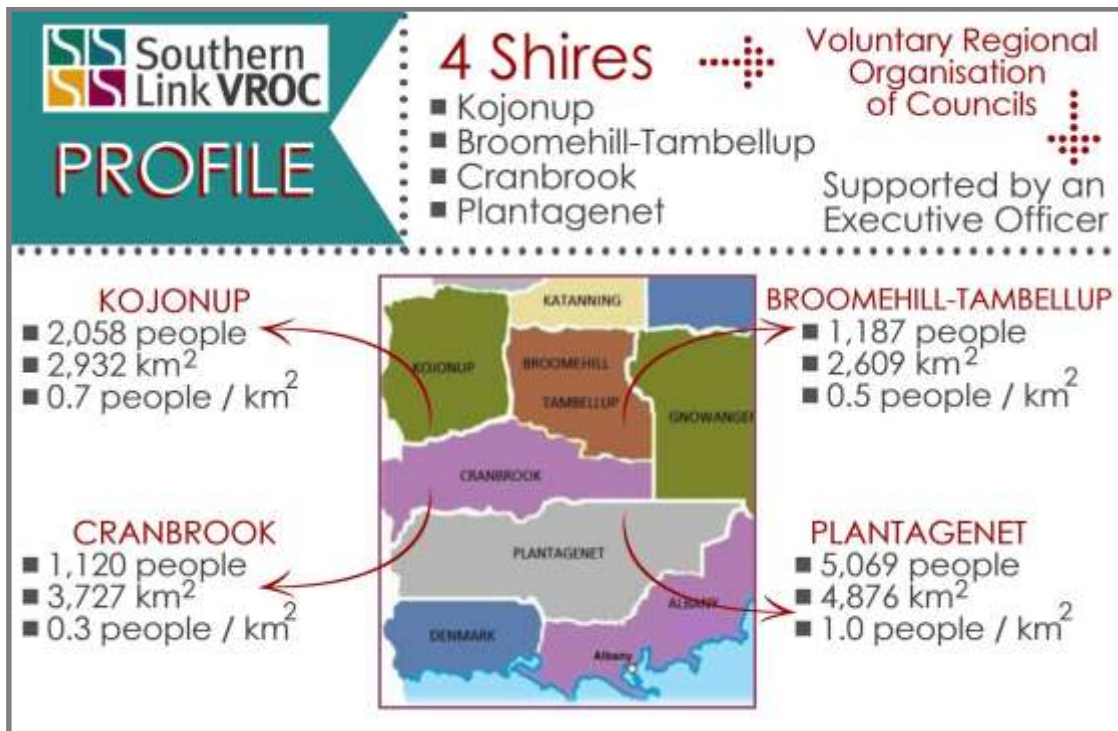 Southern
Link VROC
PROFILE
4 Shires
■ Kojonup
■ Broomehill-Tambellup
■ Cranbrook
■ Plantagenet
Voluntary Regional
Organisation
of Councils
Supported by an
Executive Officer
KOJONUP
■ 2,058 people
■ 2,932 km²
■ 0.7 people / km²
BROOMEHILL-TAMBELLUP
■ 1,187 people
■ 2,609 km²
■ 0.5 people / km²
CRANBROOK
■ 1,120 people
■ 3,727 km²
■ 0.3 people / km²
PLANTAGENET
■ 5,069 people
■ 4,876 km²
■ 1.0 people / km²
KATANNING
KOJONUP
BROOMEHILL
TAMBELLUP
GNOWANGE
CRANBROOK
PLANTAGENET
ALBANY
DENMARK
Albany